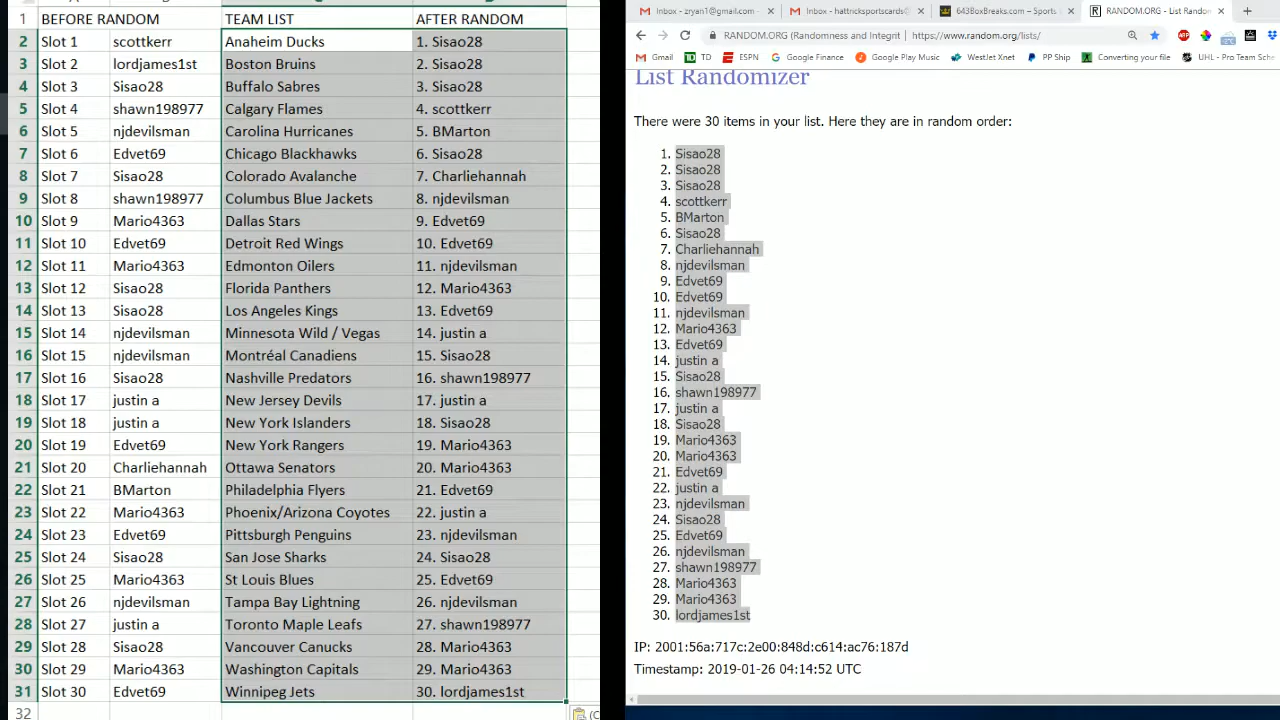 1 BEFORE RANDOM TEAM LIST AFTER RANDOM
2 Slot 1 scottkerr Anaheim Ducks 1. Sisao28
3 Slot 2 lordjames1st Boston Bruins 2. Sisao28
4 Slot 3 Sisao28 Buffalo Sabres 3. Sisao28
5 Slot 4 shawn198977 Calgary Flames 4. scottkerr
6 Slot 5 njdevilsman Carolina Hurricanes 5. BMarton
7 Slot 6 Edvet69 Chicago Blackhawks 6. Sisao28
8 Slot 7 Sisao28 Colorado Avalanche 7. Charliehannah
9 Slot 8 shawn198977 Columbus Blue Jackets 8. njdevilsman
10 Slot 9 Mario4363 Dallas Stars 9. Edvet69
11 Slot 10 Edvet69 Detroit Red Wings 10. Edvet69
12 Slot 11 Mario4363 Edmonton Oilers 11. njdevilsman
13 Slot 12 Sisao28 Florida Panthers 12. Mario4363
14 Slot 13 Sisao28 Los Angeles Kings 13. Edvet69
15 Slot 14 njdevilsman Minnesota Wild / Vegas 14. justin a
16 Slot 15 njdevilsman Montréal Canadiens 15. Sisao28
17 Slot 16 Sisao28 Nashville Predators 16. shawn198977
18 Slot 17 justin a New Jersey Devils 17. justin a
19 Slot 18 justin a New York Islanders 18. Sisao28
20 Slot 19 Edvet69 New York Rangers 19. Mario4363
21 Slot 20 Charliehannah Ottawa Senators 20. Mario4363
22 Slot 21 BMarton Philadelphia Flyers 21. Edvet69
23 Slot 22 Mario4363 Phoenix/Arizona Coyotes 22. justin a
24 Slot 23 Edvet69 Pittsburgh Penguins 23. njdevilsman
25 Slot 24 Sisao28 San Jose Sharks 24. Sisao28
26 Slot 25 Mario4363 St Louis Blues 25. Edvet69
27 Slot 26 njdevilsman Tampa Bay Lightning 26. njdevilsman
28 Slot 27 justin a Toronto Maple Leafs 27. shawn198977
29 Slot 28 Sisao28 Vancouver Canucks 28. Mario4363
30 Slot 29 Mario4363 Washington Capitals 29. Mario4363
31 Slot 30 Edvet69 Winnipeg Jets 30. lordjames1st
32
Inbox - zryan1@gmail.com - Inbox - hattricksportscards@ 643BoxBreaks.com – Sports RANDOM.ORG - List Random
RANDOM.ORG (Randomness and Integrit https://www.random.org/lists/
Gmail TD ESPN Google Finance Google Play Music WestJet Xnet PP Ship Converting your file UHL - Pro Team Sche
List Randomizer
There were 30 items in your list. Here they are in random order:
1. Sisao28
2. Sisao28
3. Sisao28
4. scottkerr
5. BMarton
6. Sisao28
7. Charliehannah
8. njdevilsman
9. Edvet69
10. Edvet69
11. njdevilsman
12. Mario4363
13. Edvet69
14. justin a
15. Sisao28
16. shawn198977
17. justin a
18. Sisao28
19. Mario4363
20. Mario4363
21. Edvet69
22. justin a
23. njdevilsman
24. Sisao28
25. Edvet69
26. njdevilsman
27. shawn198977
28. Mario4363
29. Mario4363
30. lordjames1st
IP: 2001:56a:717c:2e00:848d:c614:ac76:187d
Timestamp: 2019-01-26 04:14:52 UTC